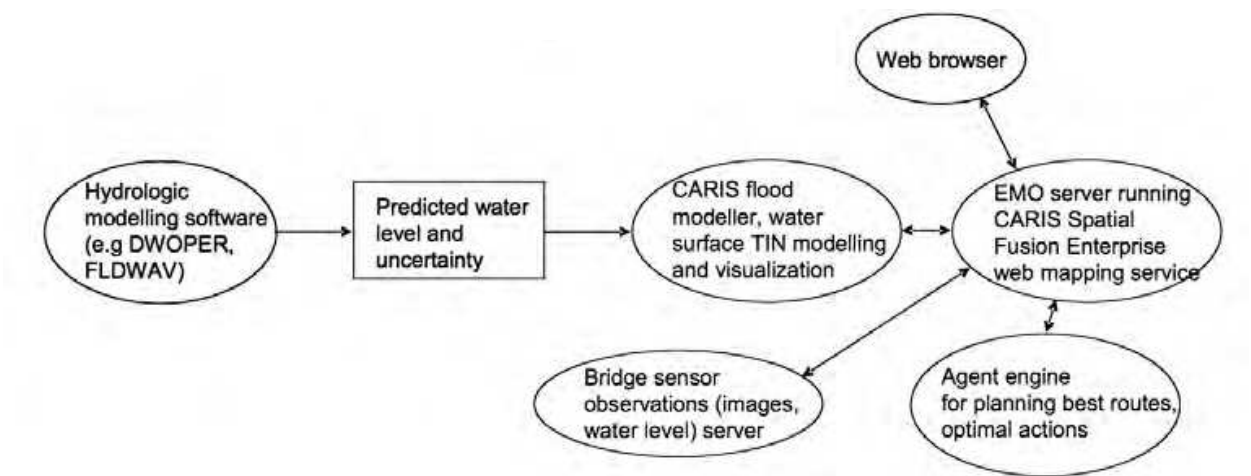 Web browser
Hydrologic
modelling software
(e.g DWOPER,
FLDWAV)
Predicted water
level and
uncertainty
CARIS flood
modeller, water
surface TIN modelling
and visualization
EMO server running
CARIS Spatial
Fusion Enterprise
web mapping service
Bridge sensor
observations (images,
water level) server
Agent engine
for planning best routes,
optimal actions